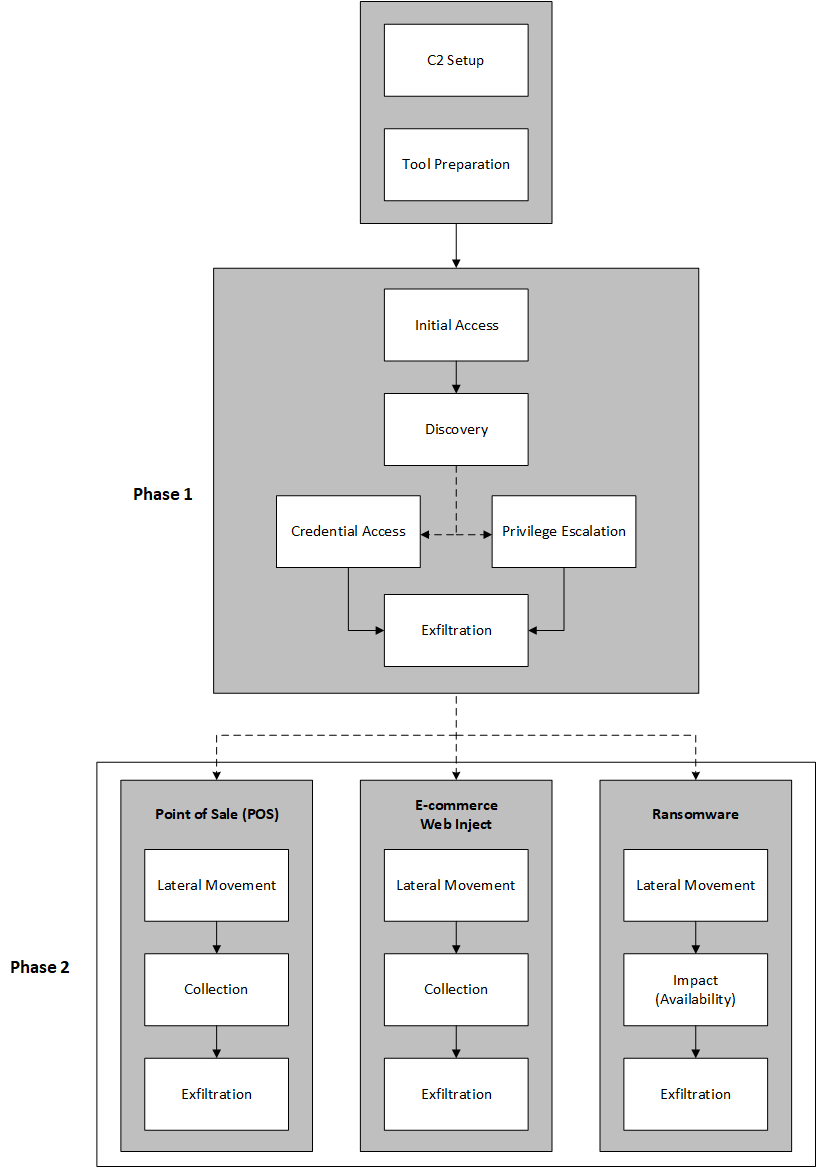 C2 Setup
Tool Preparation
Initial Access
Discovery
Phase 1
Credential Access
Privilege Escalation
Exfiltration
Point of Sale (POS)
E-commerce
Web Inject
Ransomware
Lateral Movement
Lateral Movement
Lateral Movement
Phase 2
Collection
Collection
Impact
(Availability)
Exfiltration
Exfiltration
Exfiltration